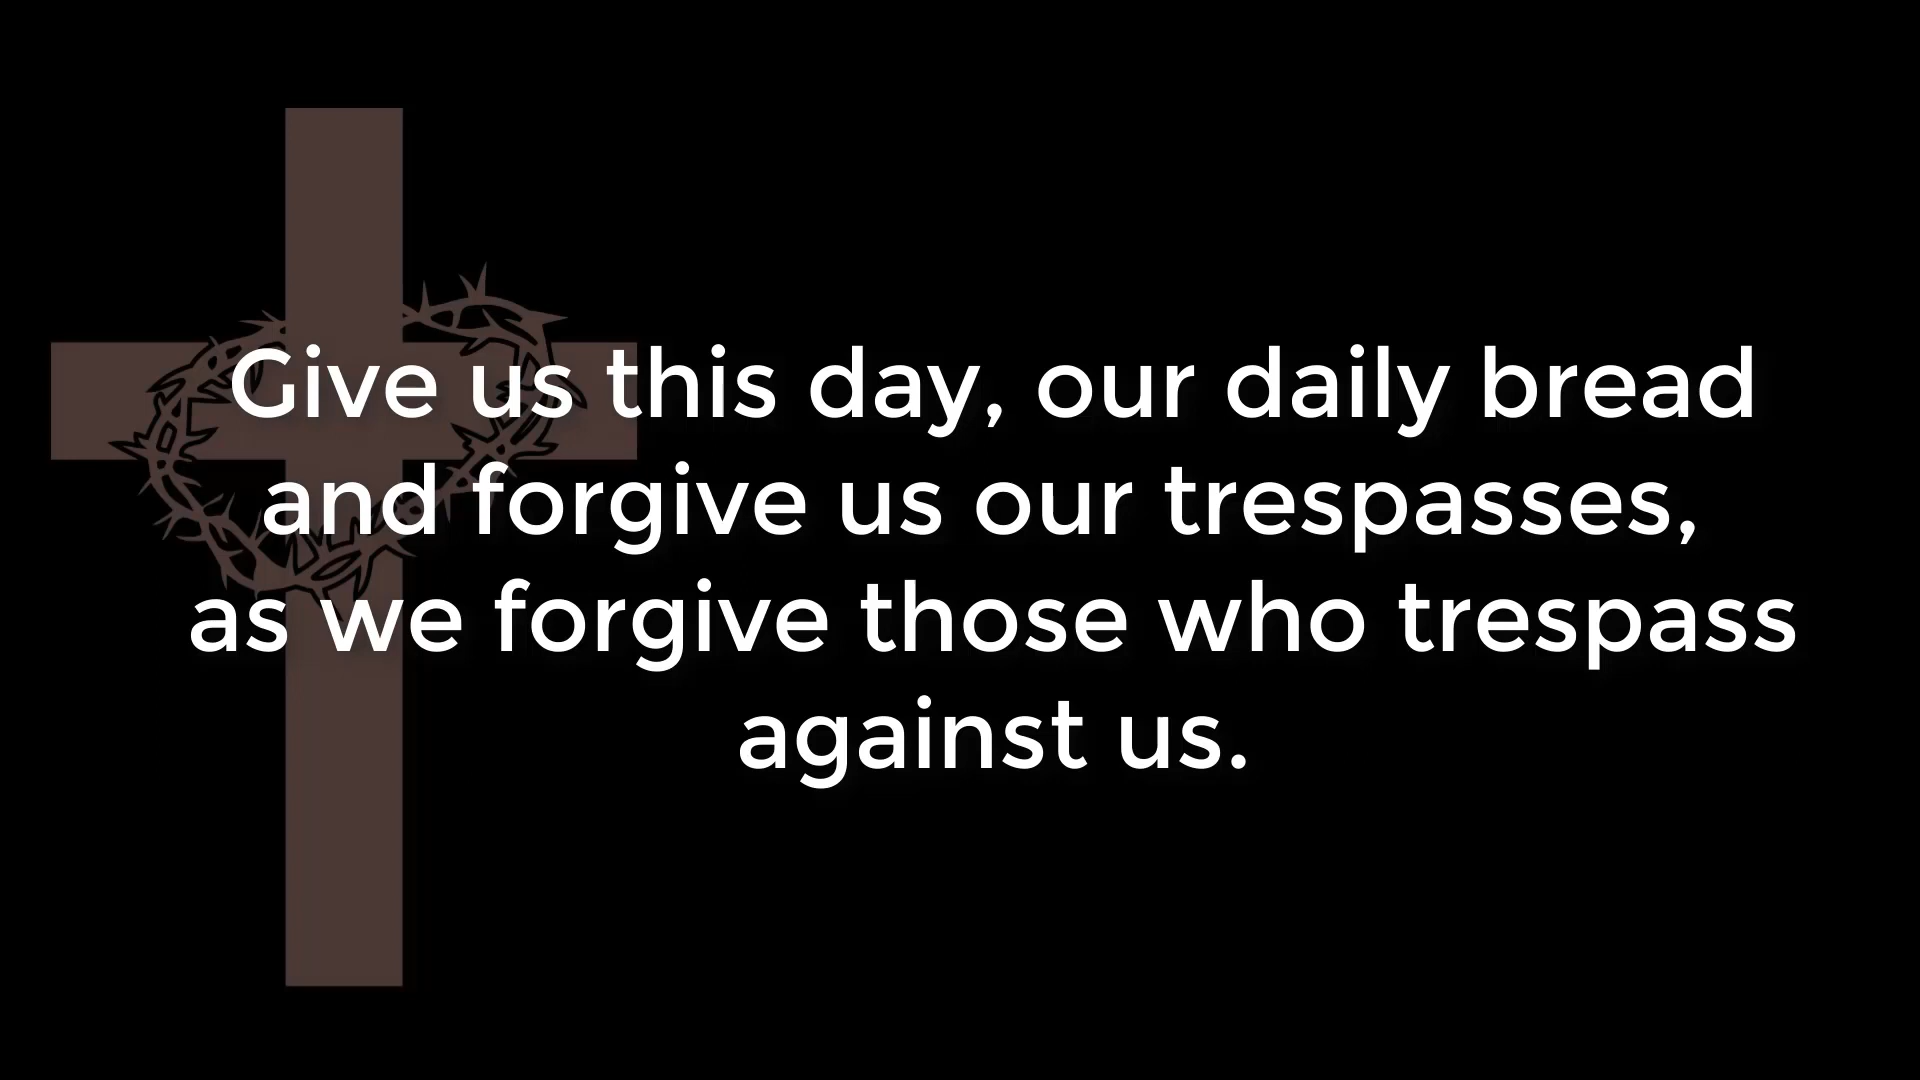 Give us this day, our daily bread
and forgive us our trespasses,
as we forgive those who trespass
against us.